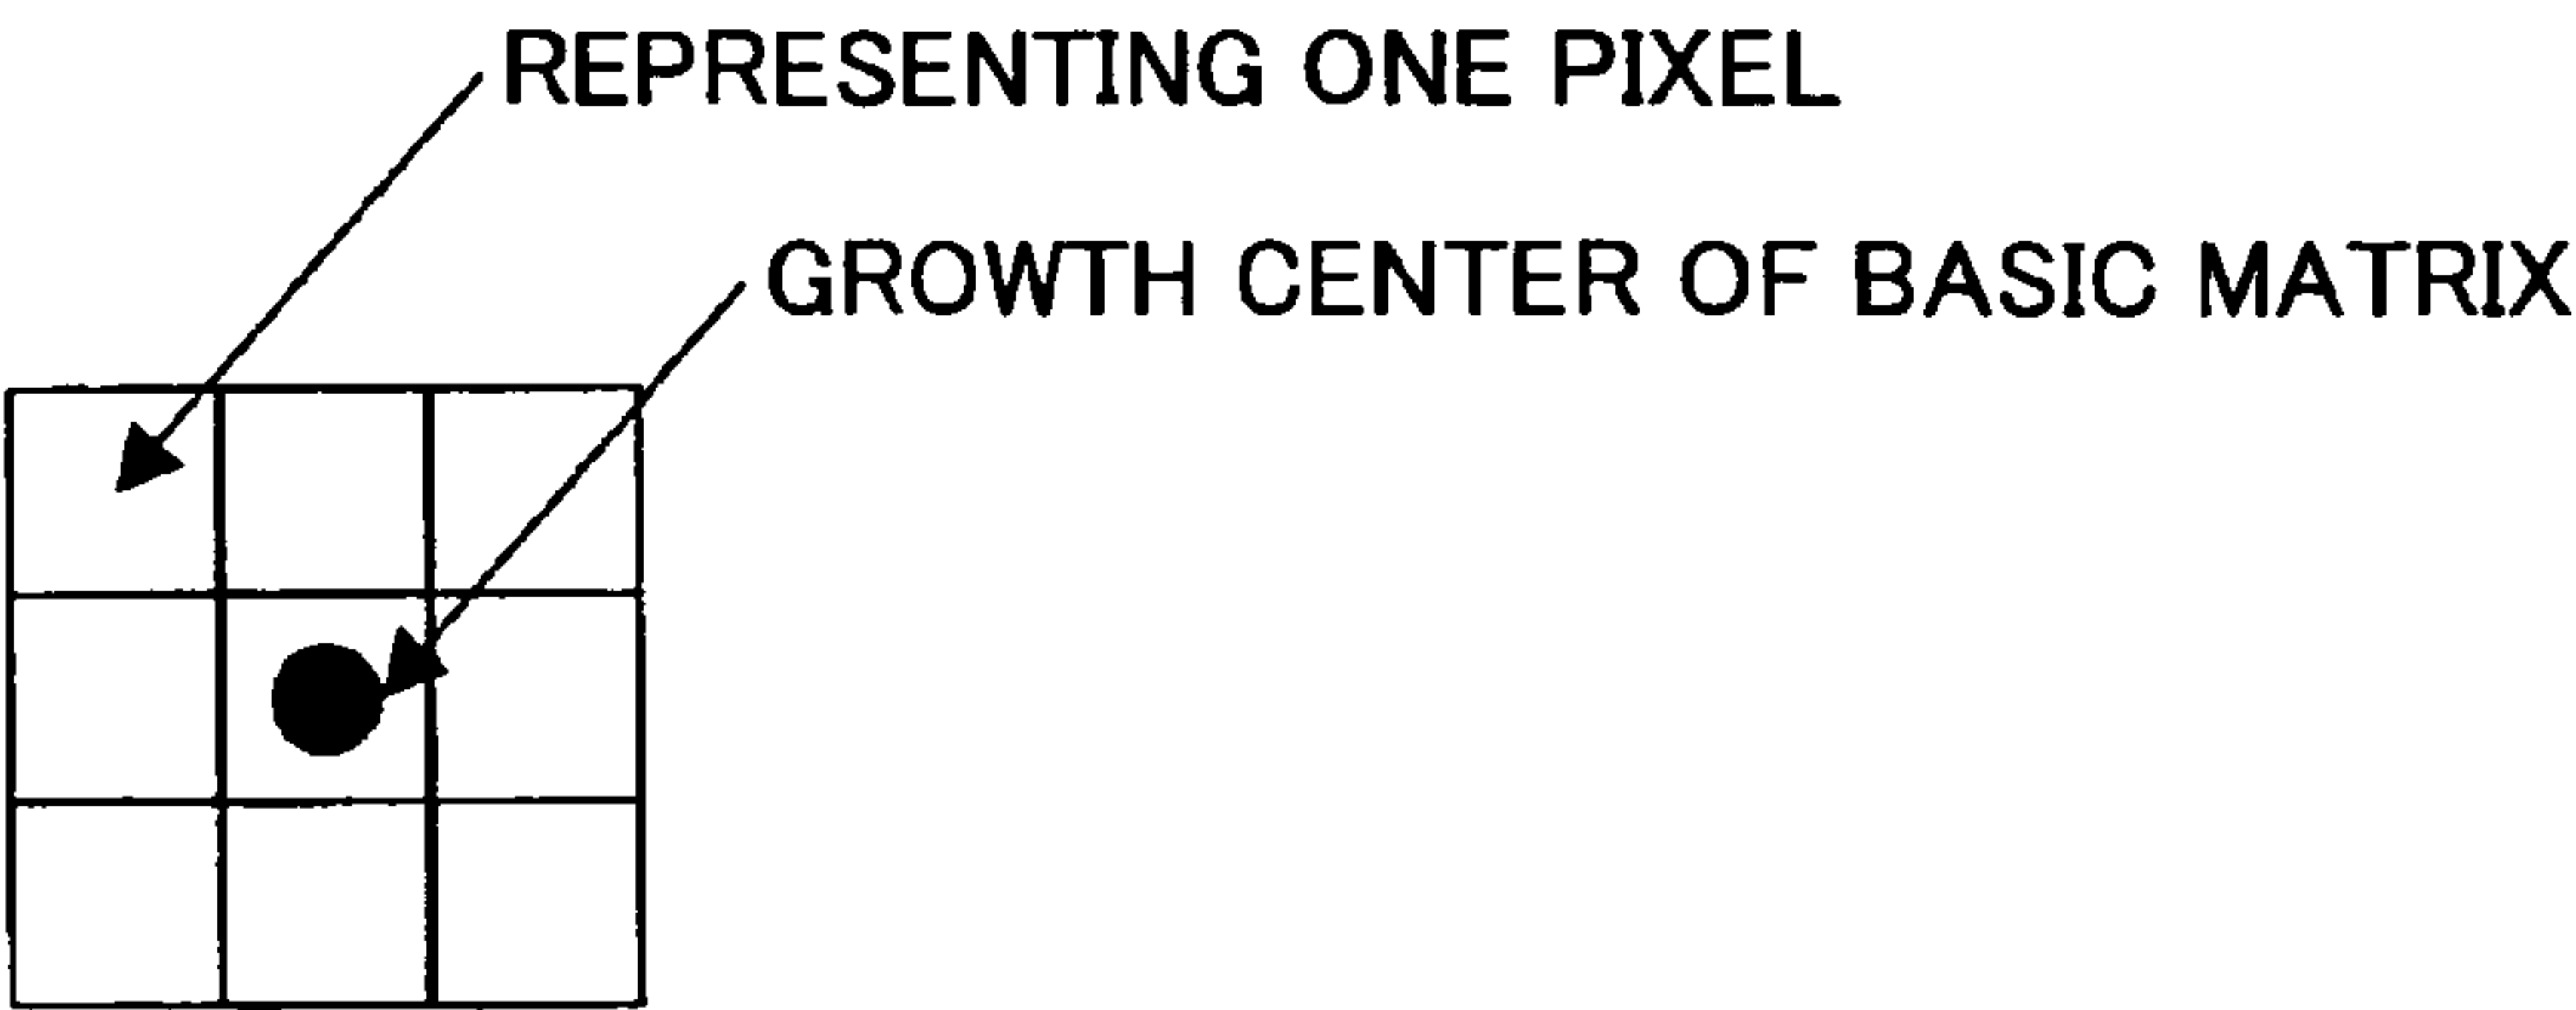 REPRESENTING ONE PIXEL
GROWTH CENTER OF BASIC MATRIX